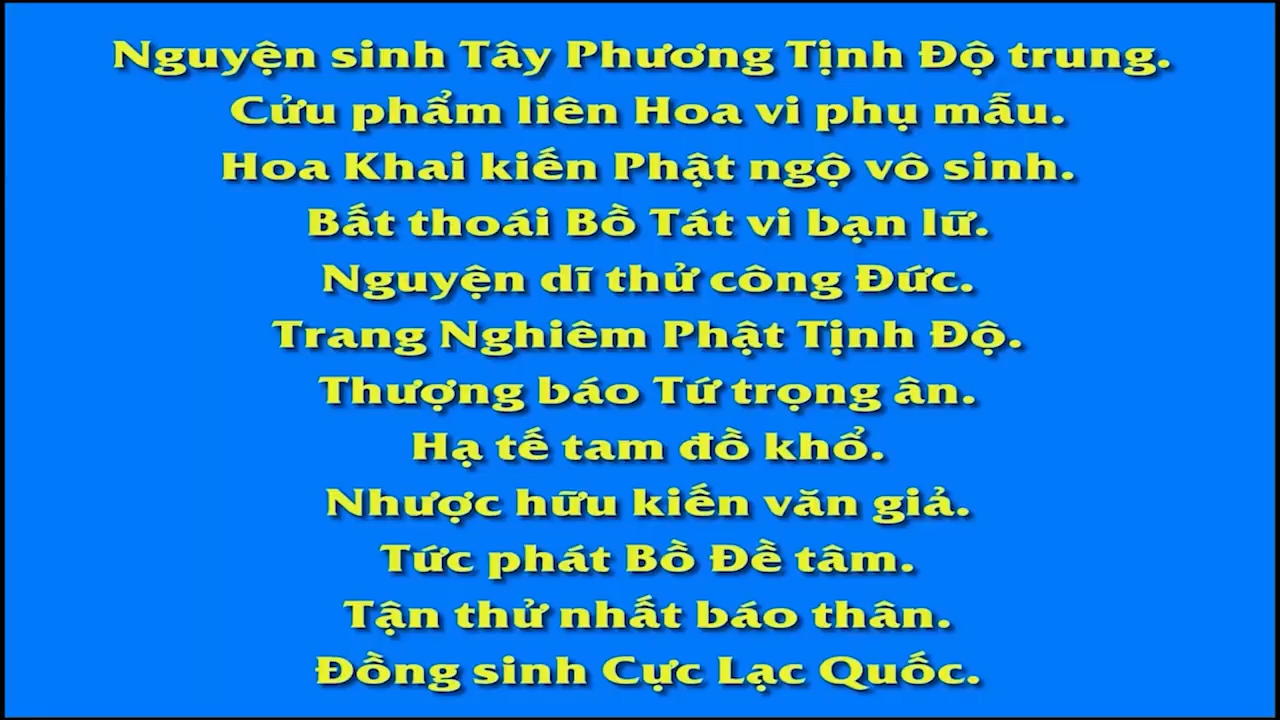 Nguyện sinh Tây Phương Tịnh Độ trung.
Cửu phẩm liên Hoa vi phụ mẫu.
Hoa Khai kiến Phật ngộ vô sinh.
Bất thoái Bồ Tát vi bạn lữ.
Nguyện dĩ thử công Đức.
Trang Nghiêm Phật Tịnh Độ.
Thượng báo Tứ trọng ân.
Hạ tế tam đồ khổ.
Nhược hữu kiến văn giả.
Tức phát Bồ Đề tâm.
Tận thử nhất báo thân.
Đồng sinh Cực Lạc Quốc.